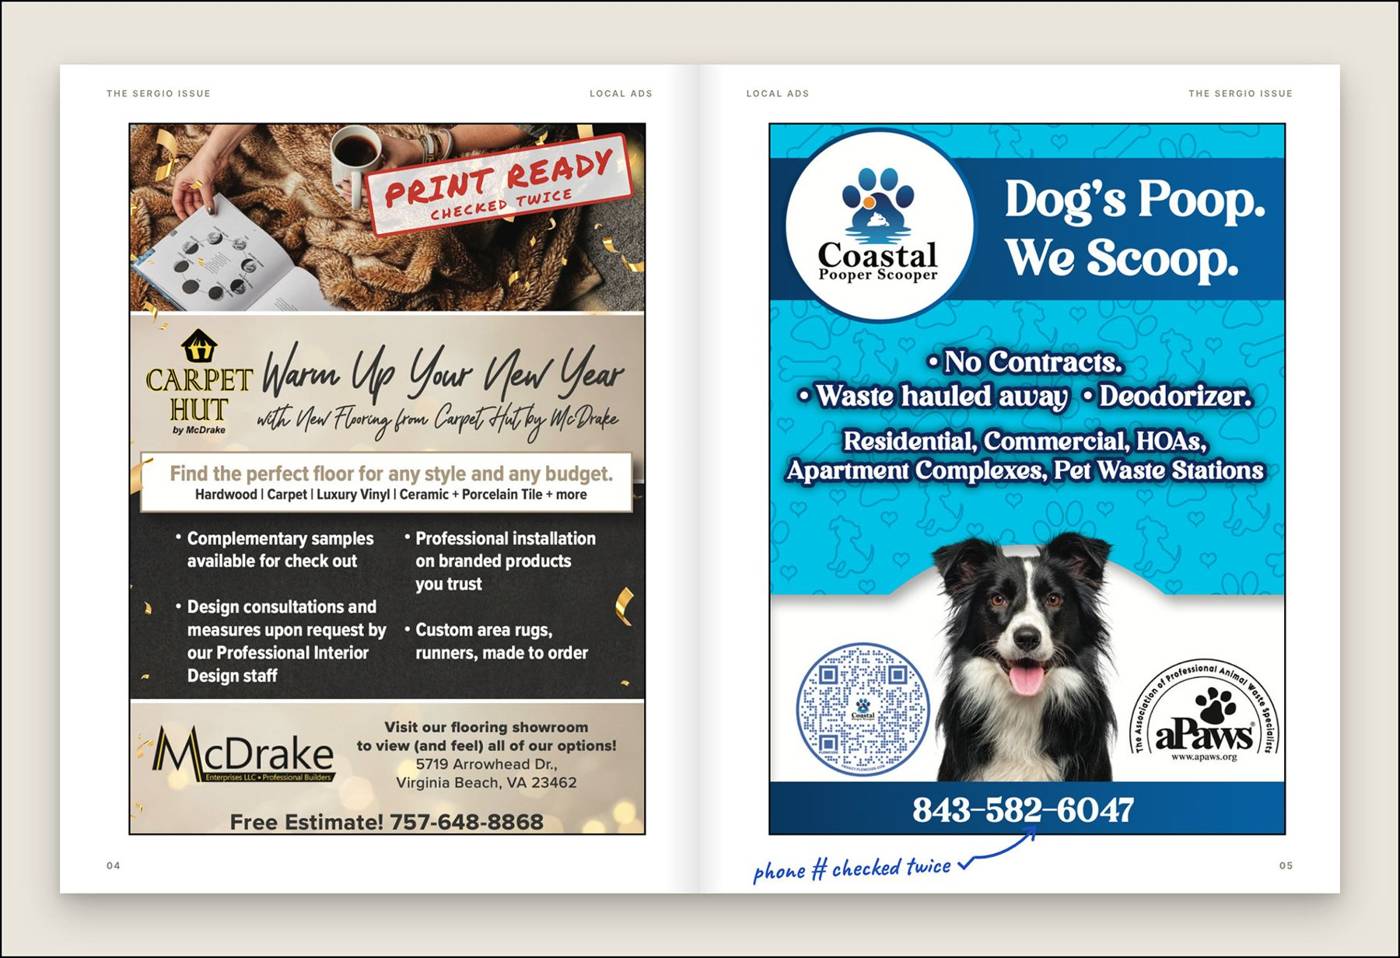 THE SERGIO ISSUE
LOCAL ADS
PRINT READY
CHECKED TWICE
CARPET
HUT
by McDrake
Warm Up Your New Year
with New Flooring from Carpet Hut by McDrake
Find the perfect floor for any style and any budget.
Hardwood | Carpet | Luxury Vinyl | Ceramic + Porcelain Tile + more
• Complementary samples
available for check out
• Design consultations and
measures upon request by
our Professional Interior
Design staff
• Professional installation
on branded products
you trust
• Custom area rugs,
runners, made to order
McDrake
Enterprises LLC • Professional Builders
Visit our flooring showroom
to view (and feel) all of our options!
5719 Arrowhead Dr.,
Virginia Beach, VA 23462
Free Estimate! 757-648-8868
04
LOCAL ADS
THE SERGIO ISSUE
Coastal
Pooper Scooper
Dog's Poop.
We Scoop.
• No Contracts.
• Waste hauled away • Deodorizer.
Residential, Commercial, HOAs,
Apartment Complexes, Pet Waste Stations
Coastal
The Association of Professional Animal Waste Specialists
aPaws®
www.apaws.org
843-582-6047
phone # checked twice ✓
05